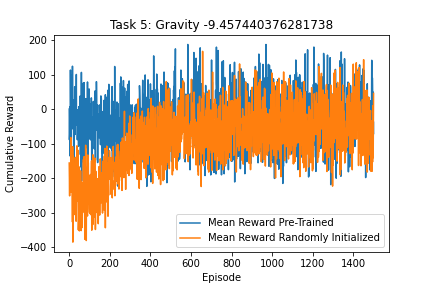 Task 5: Gravity -9.457440376281738
200
100
0
−100
−200
−300
−400
Cumulative Reward
Mean Reward Pre-Trained
Mean Reward Randomly Initialized
0 200 400 600 800 1000 1200 1400
Episode